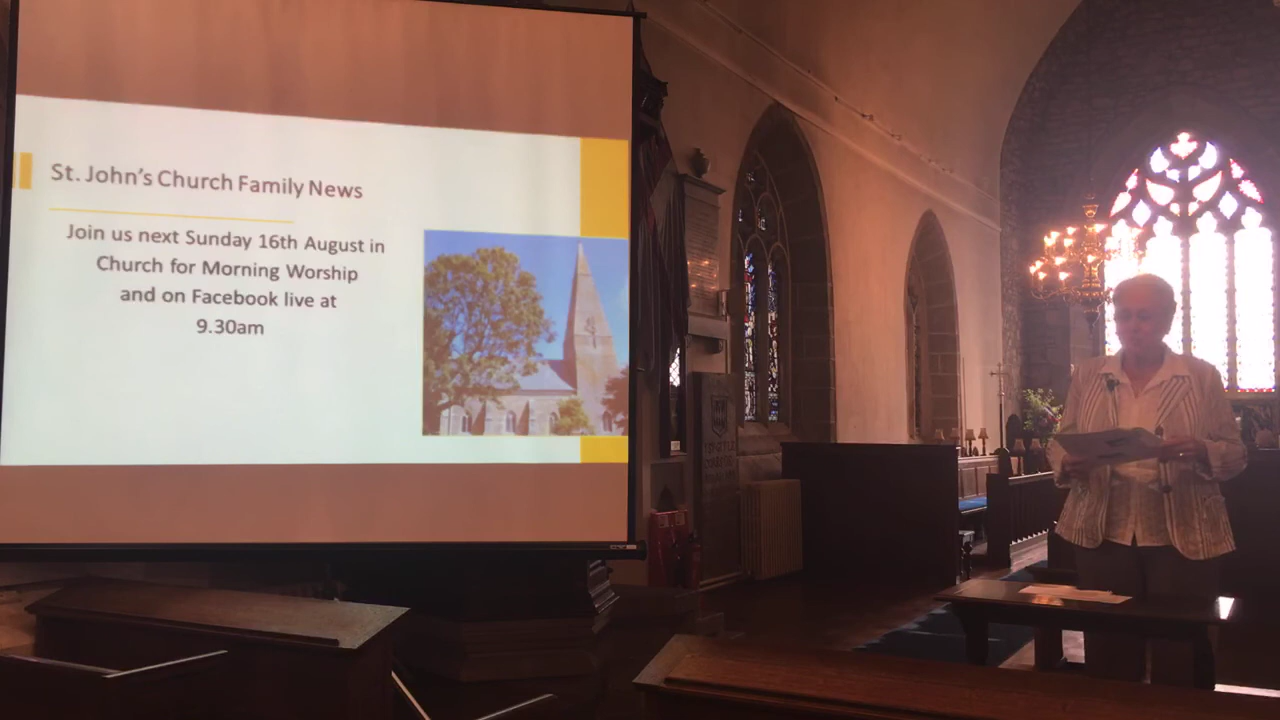 St. John's Church Family News
Join us next Sunday 16th August in
Church for Morning Worship
and on Facebook live at
9.30am